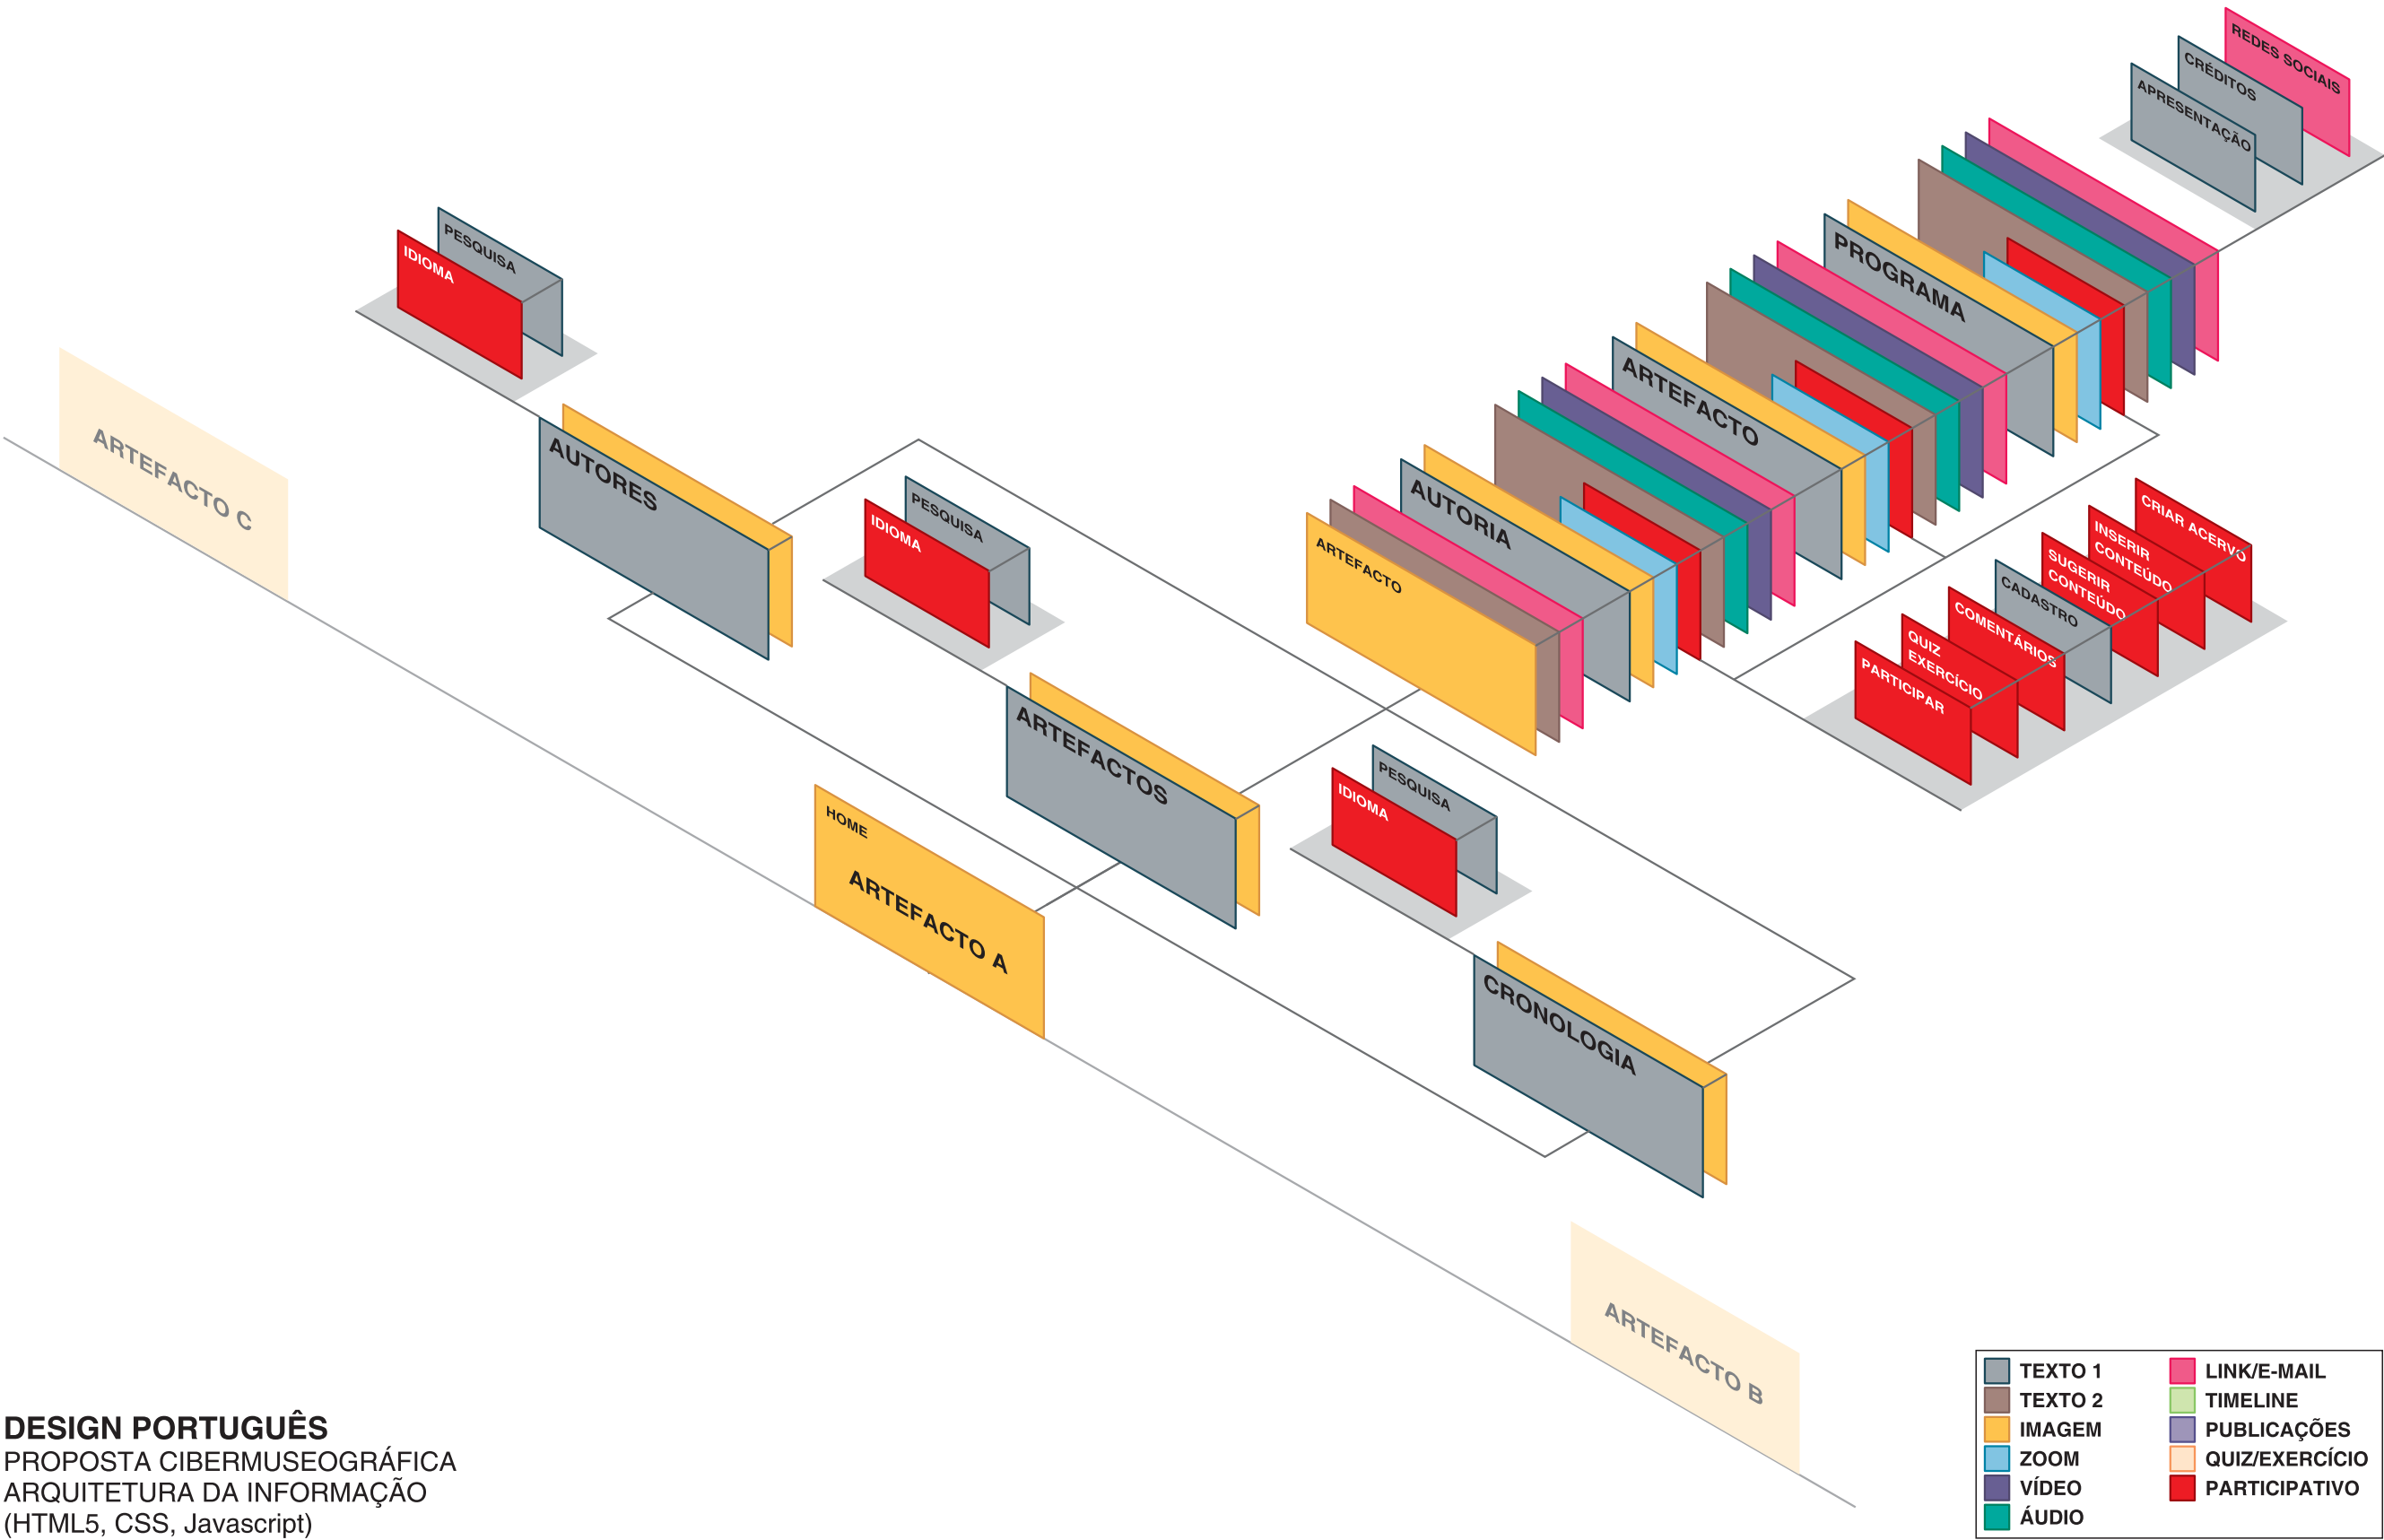 REDES SOCIAIS
CRÉDITOS
APRESENTAÇÃO
PESQUISA
IDIOMA
PROGRAMA
ARTEFACTO
AUTORIA
ARTEFACTO
ARTEFACTO C
AUTORES
PESQUISA
IDIOMA
CRIAR ACERVO
INSERIR
CONTEÚDO
SUGERIR
CONTEÚDO
CADASTRO
COMENTÁRIOS
QUIZ
EXERCÍCIO
PARTICIPAR
ARTEFACTOS
PESQUISA
IDIOMA
HOME
ARTEFACTO A
CRONOLOGIA
ARTEFACTO B
DESIGN PORTUGUÊS
PROPOSTA CIBERMUSEOGRÁFICA
ARQUITETURA DA INFORMAÇÃO
(HTML5, CSS, Javascript)
TEXTO 1
TEXTO 2
IMAGEM
ZOOM
VÍDEO
ÁUDIO
LINK/E-MAIL
TIMELINE
PUBLICAÇÕES
QUIZ/EXERCÍCIO
PARTICIPATIVO